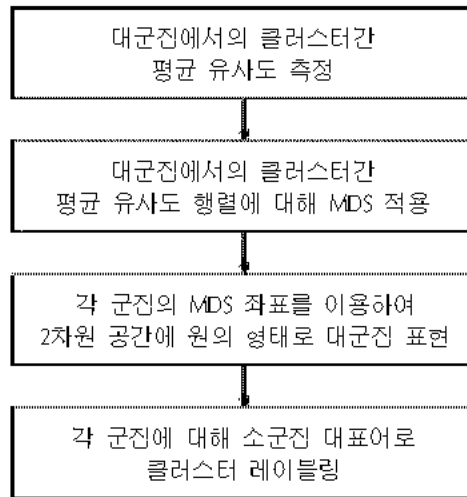 대군집에서의 클러스터간
평균 유사도 측정
대군집에서의 클러스터간
평균 유사도 행렬에 대해 MDS 적용
각 군집의 MDS 좌표를 이용하여
2차원 공간에 원의 형태로 대군집 표현
각 군집에 대해 소군집 대표어로
클러스터 레이블링